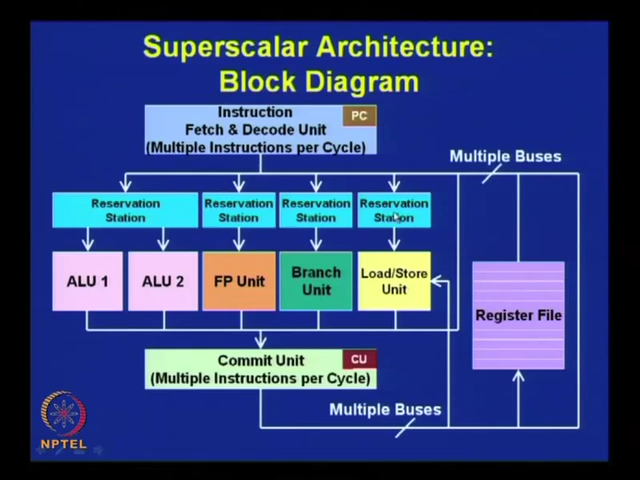 Superscalar Architecture:
Block Diagram
Instruction
Fetch & Decode Unit
(Multiple Instructions per Cycle)
PC
Multiple Buses
Reservation
Station
Reservation
Station
Reservation
Station
Reservation
Station
ALU 1
ALU 2
FP Unit
Branch
Unit
Load/Store
Unit
Register File
Commit Unit
(Multiple Instructions per Cycle)
CU
Multiple Buses
NPTEL